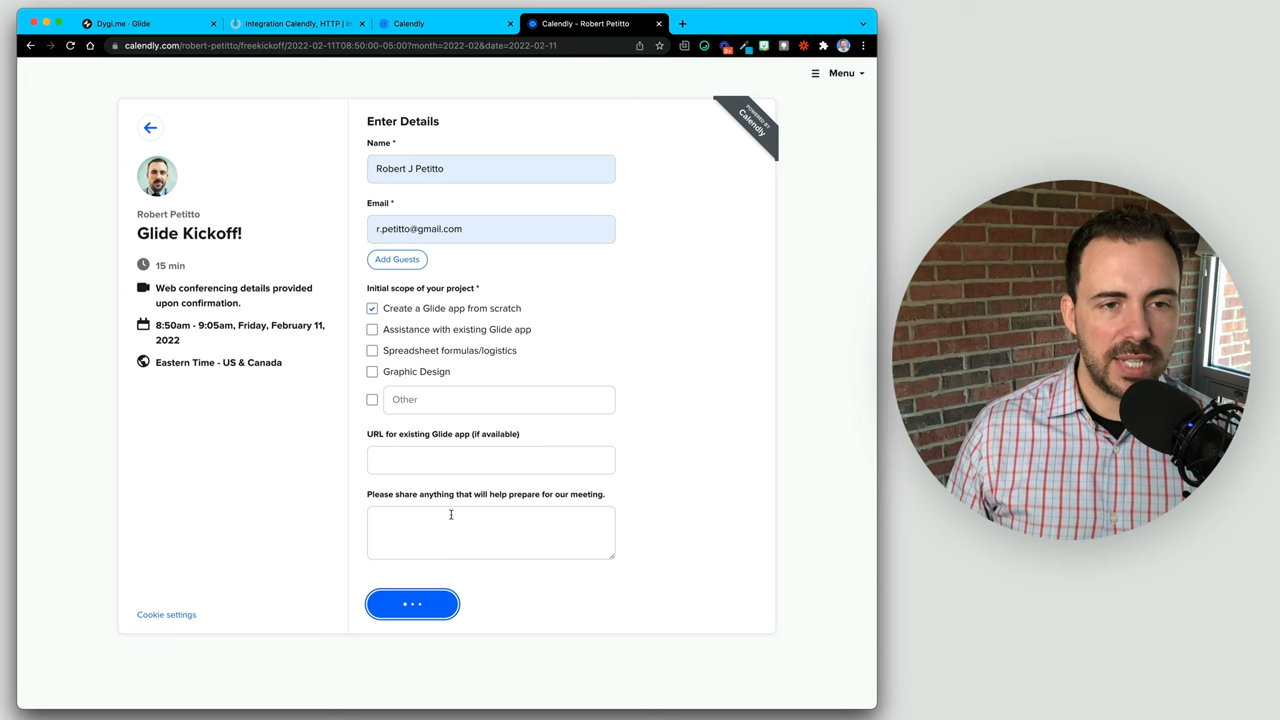 Dygi.me - Glide
Integration Calendly, HTTP | In
Calendly
Calendly - Robert Petitto
calendly.com/robert-petitto/freekickoff/2022-02-11T08:50:00-05:00?month=2022-02&date=2022-02-11
Menu
POWERED BY
Calendly
Robert Petitto
Glide Kickoff!
15 min
Web conferencing details provided
upon confirmation.
8:50am - 9:05am, Friday, February 11,
2022
Eastern Time - US & Canada
Cookie settings
Enter Details
Name *
Robert J Petitto
Email *
r.petitto@gmail.com
Add Guests
Initial scope of your project *
Create a Glide app from scratch
Assistance with existing Glide app
Spreadsheet formulas/logistics
Graphic Design
Other
URL for existing Glide app (if available)
Please share anything that will help prepare for our meeting.